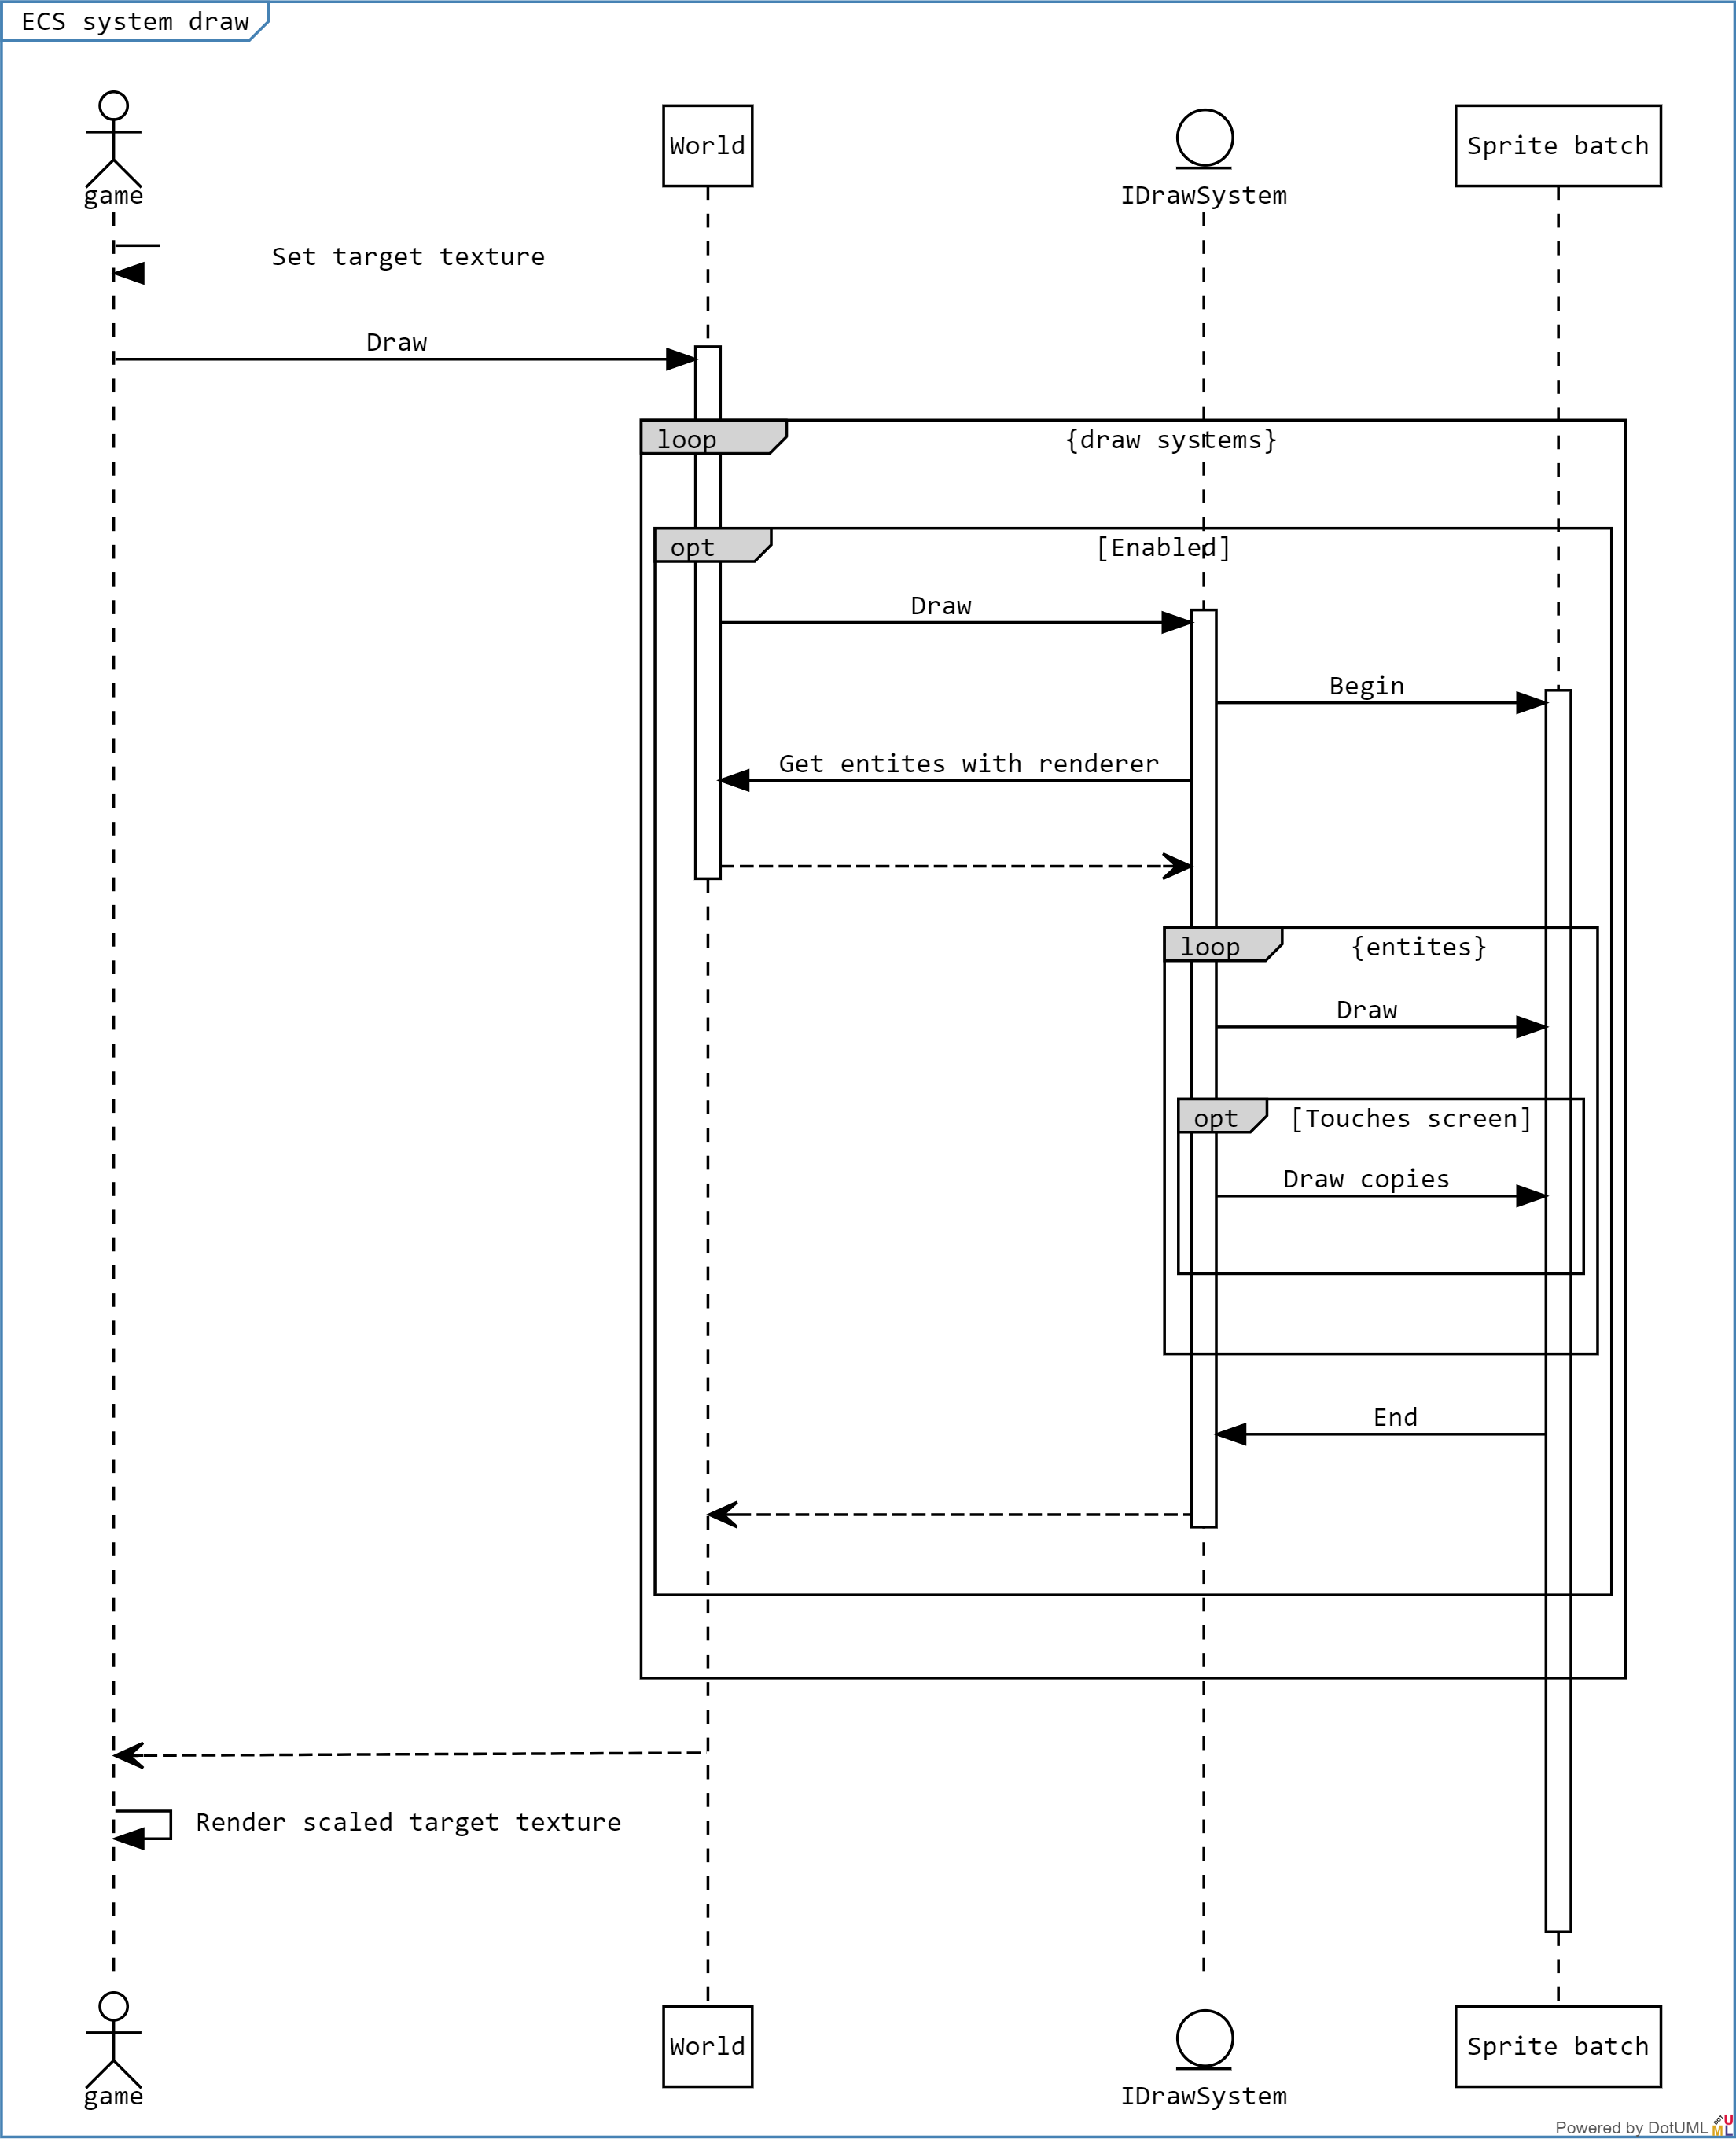 ECS system draw
game
World
IDrawSystem
Sprite batch
Set target texture
Draw
loop
{draw systems}
opt
[Enabled]
Draw
Begin
Get entites with renderer
loop
{entites}
Draw
opt
[Touches screen]
Draw copies
End
Render scaled target texture
game
World
IDrawSystem
Sprite batch
Powered by DotUML
DOT
U
ML